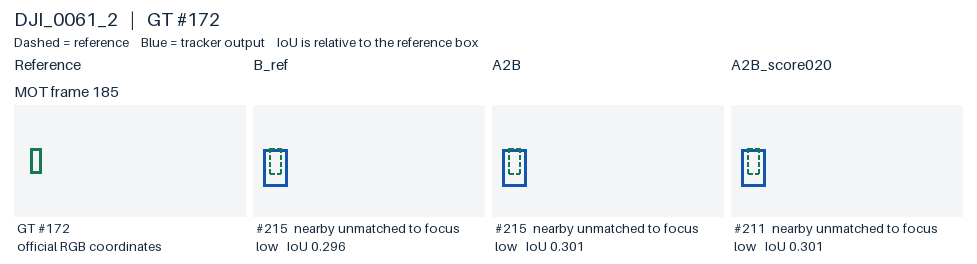 DJI_0061_2 | GT #172
Dashed = reference Blue = tracker output IoU is relative to the reference box
Reference B_ref A2B A2B_score020
MOT frame 185
GT #172 #215 nearby unmatched to focus #215 nearby unmatched to focus #211 nearby unmatched to focus
official RGB coordinates low IoU 0.296 low IoU 0.301 low IoU 0.301